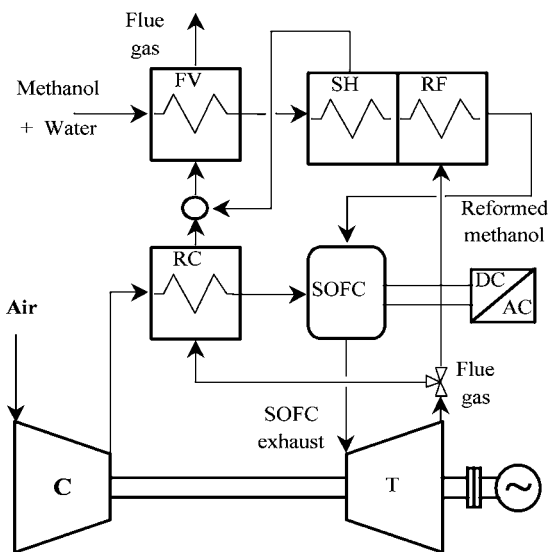 Flue
gas
Methanol
+ Water
FV
SH
RF
Reformed
methanol
RC
SOFC
DC
AC
Air
Flue
gas
SOFC
exhaust
C
T
~